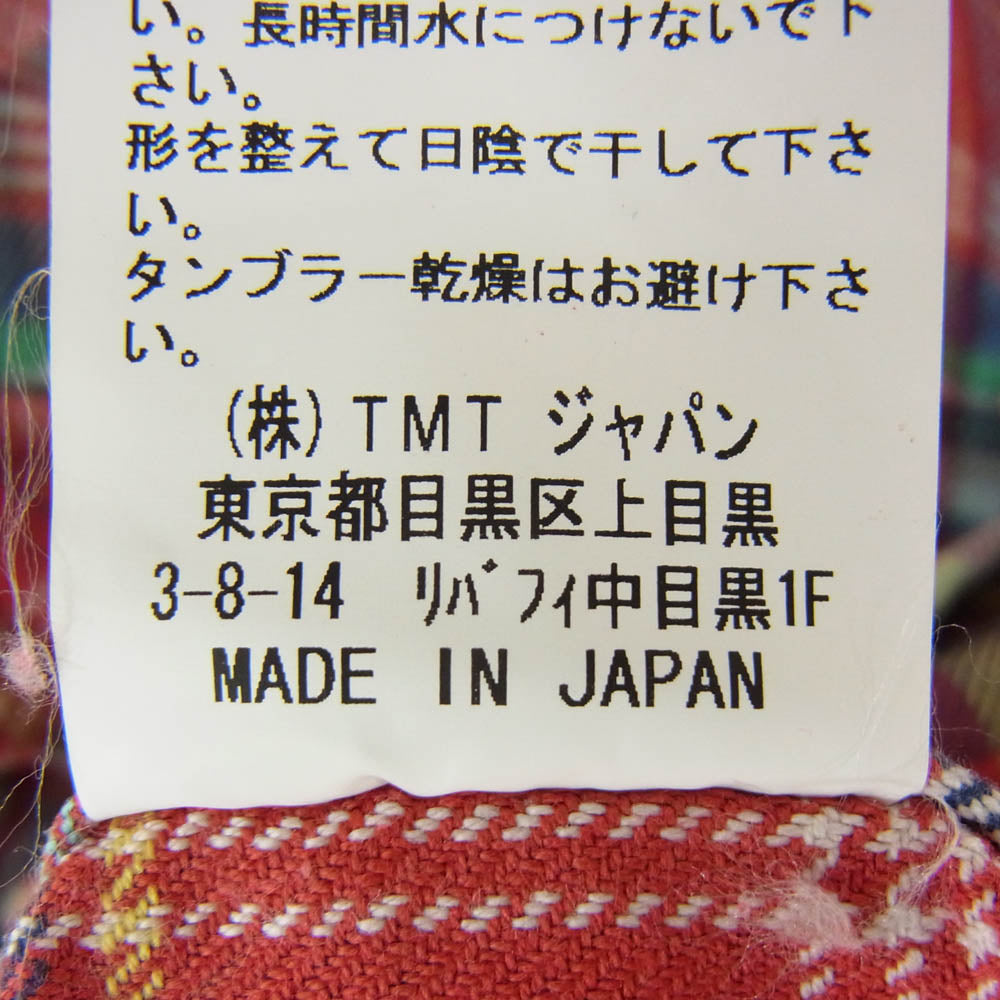 い。長時間水につけないで下
さい。
形を整えて日陰で干して下さ
い。
タンブラー乾燥はお避け下さ
い。
(株)TMT ジャパン
東京都目黒区上目黒
3-8-14 リバフィ中目黒1F
MADE IN JAPAN